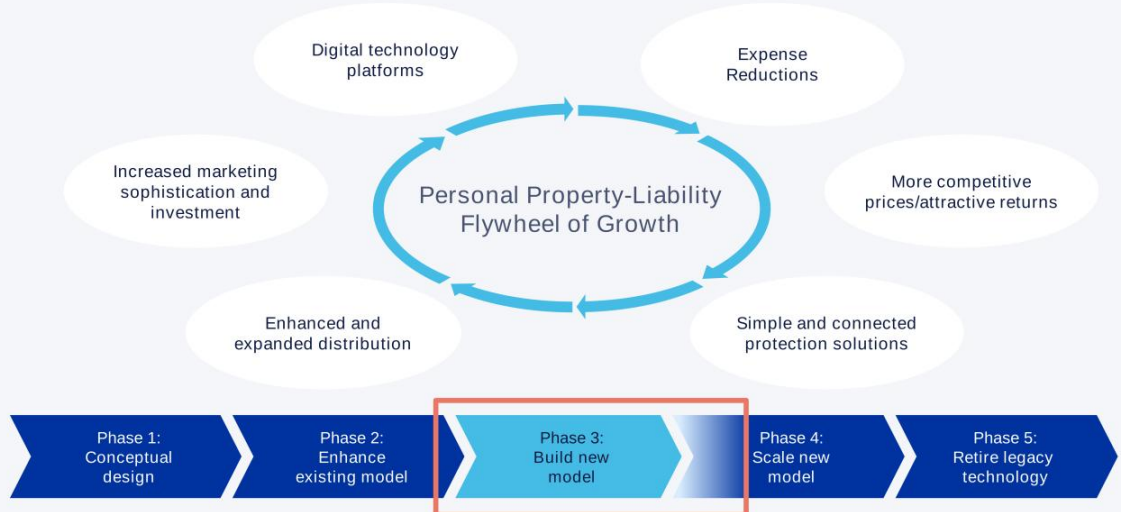 Digital technology
platforms
Expense
Reductions
Increased marketing
sophistication and
investment
Personal Property-Liability
Flywheel of Growth
More competitive
prices/attractive returns
Enhanced and
expanded distribution
Simple and connected
protection solutions
Phase 1:
Conceptual
design
Phase 2:
Enhance
existing model
Phase 3:
Build new
model
Phase 4:
Scale new
model
Phase 5:
Retire legacy
technology